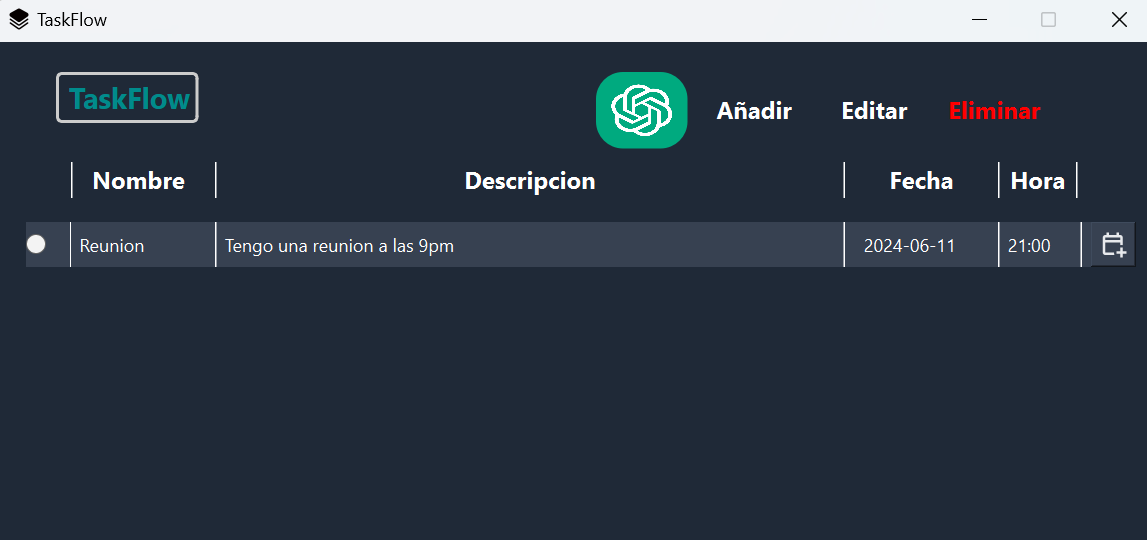 TaskFlow
TaskFlow
Añadir Editar Eliminar
Nombre Descripcion Fecha Hora
Reunion Tengo una reunion a las 9pm 2024-06-11 21:00